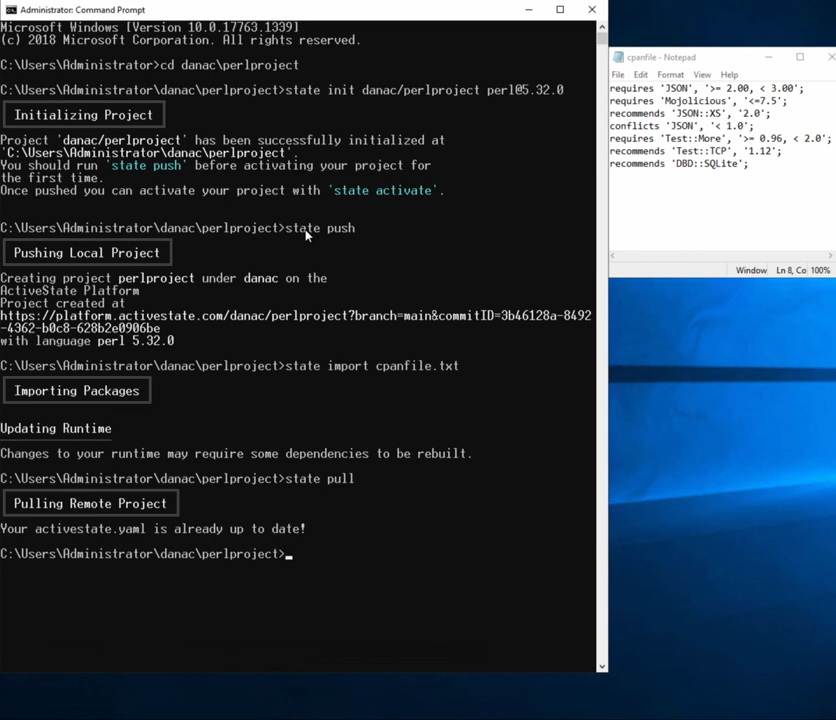 Administrator: Command Prompt
Microsoft Windows [Version 10.0.17763.1339]
(c) 2018 Microsoft Corporation. All rights reserved.
C:\Users\Administrator>cd danac\perlproject
C:\Users\Administrator\danac\perlproject>state init danac/perlproject perl@5.32.0
Initializing Project
Project 'danac/perlproject' has been successfully initialized at
'C:\Users\Administrator\danac\perlproject'.
You should run 'state push' before activating your project for
the first time.
Once pushed you can activate your project with 'state activate'.
C:\Users\Administrator\danac\perlproject>state push
Pushing Local Project
Creating project perlproject under danac on the
ActiveState Platform
Project created at
https://platform.activestate.com/danac/perlproject?branch=main&commitID=3b46128a-8492
-4362-b0c8-628b2e0906be
with language perl 5.32.0
C:\Users\Administrator\danac\perlproject>state import cpanfile.txt
Importing Packages
Updating Runtime
Changes to your runtime may require some dependencies to be rebuilt.
C:\Users\Administrator\danac\perlproject>state pull
Pulling Remote Project
Your activestate.yaml is already up to date!
C:\Users\Administrator\danac\perlproject>
cpanfile - Notepad
File Edit Format View Help
requires 'JSON', '>= 2.00, < 3.00';
requires 'Mojolicious', '<=7.5';
recommends 'JSON::XS', '2.0';
conflicts 'JSON', '< 1.0';
requires 'Test::More', '>= 0.96, < 2.0';
recommends 'Test::TCP', '1.12';
recommends 'DBD::SQLite';
Window Ln 8, Co 100%